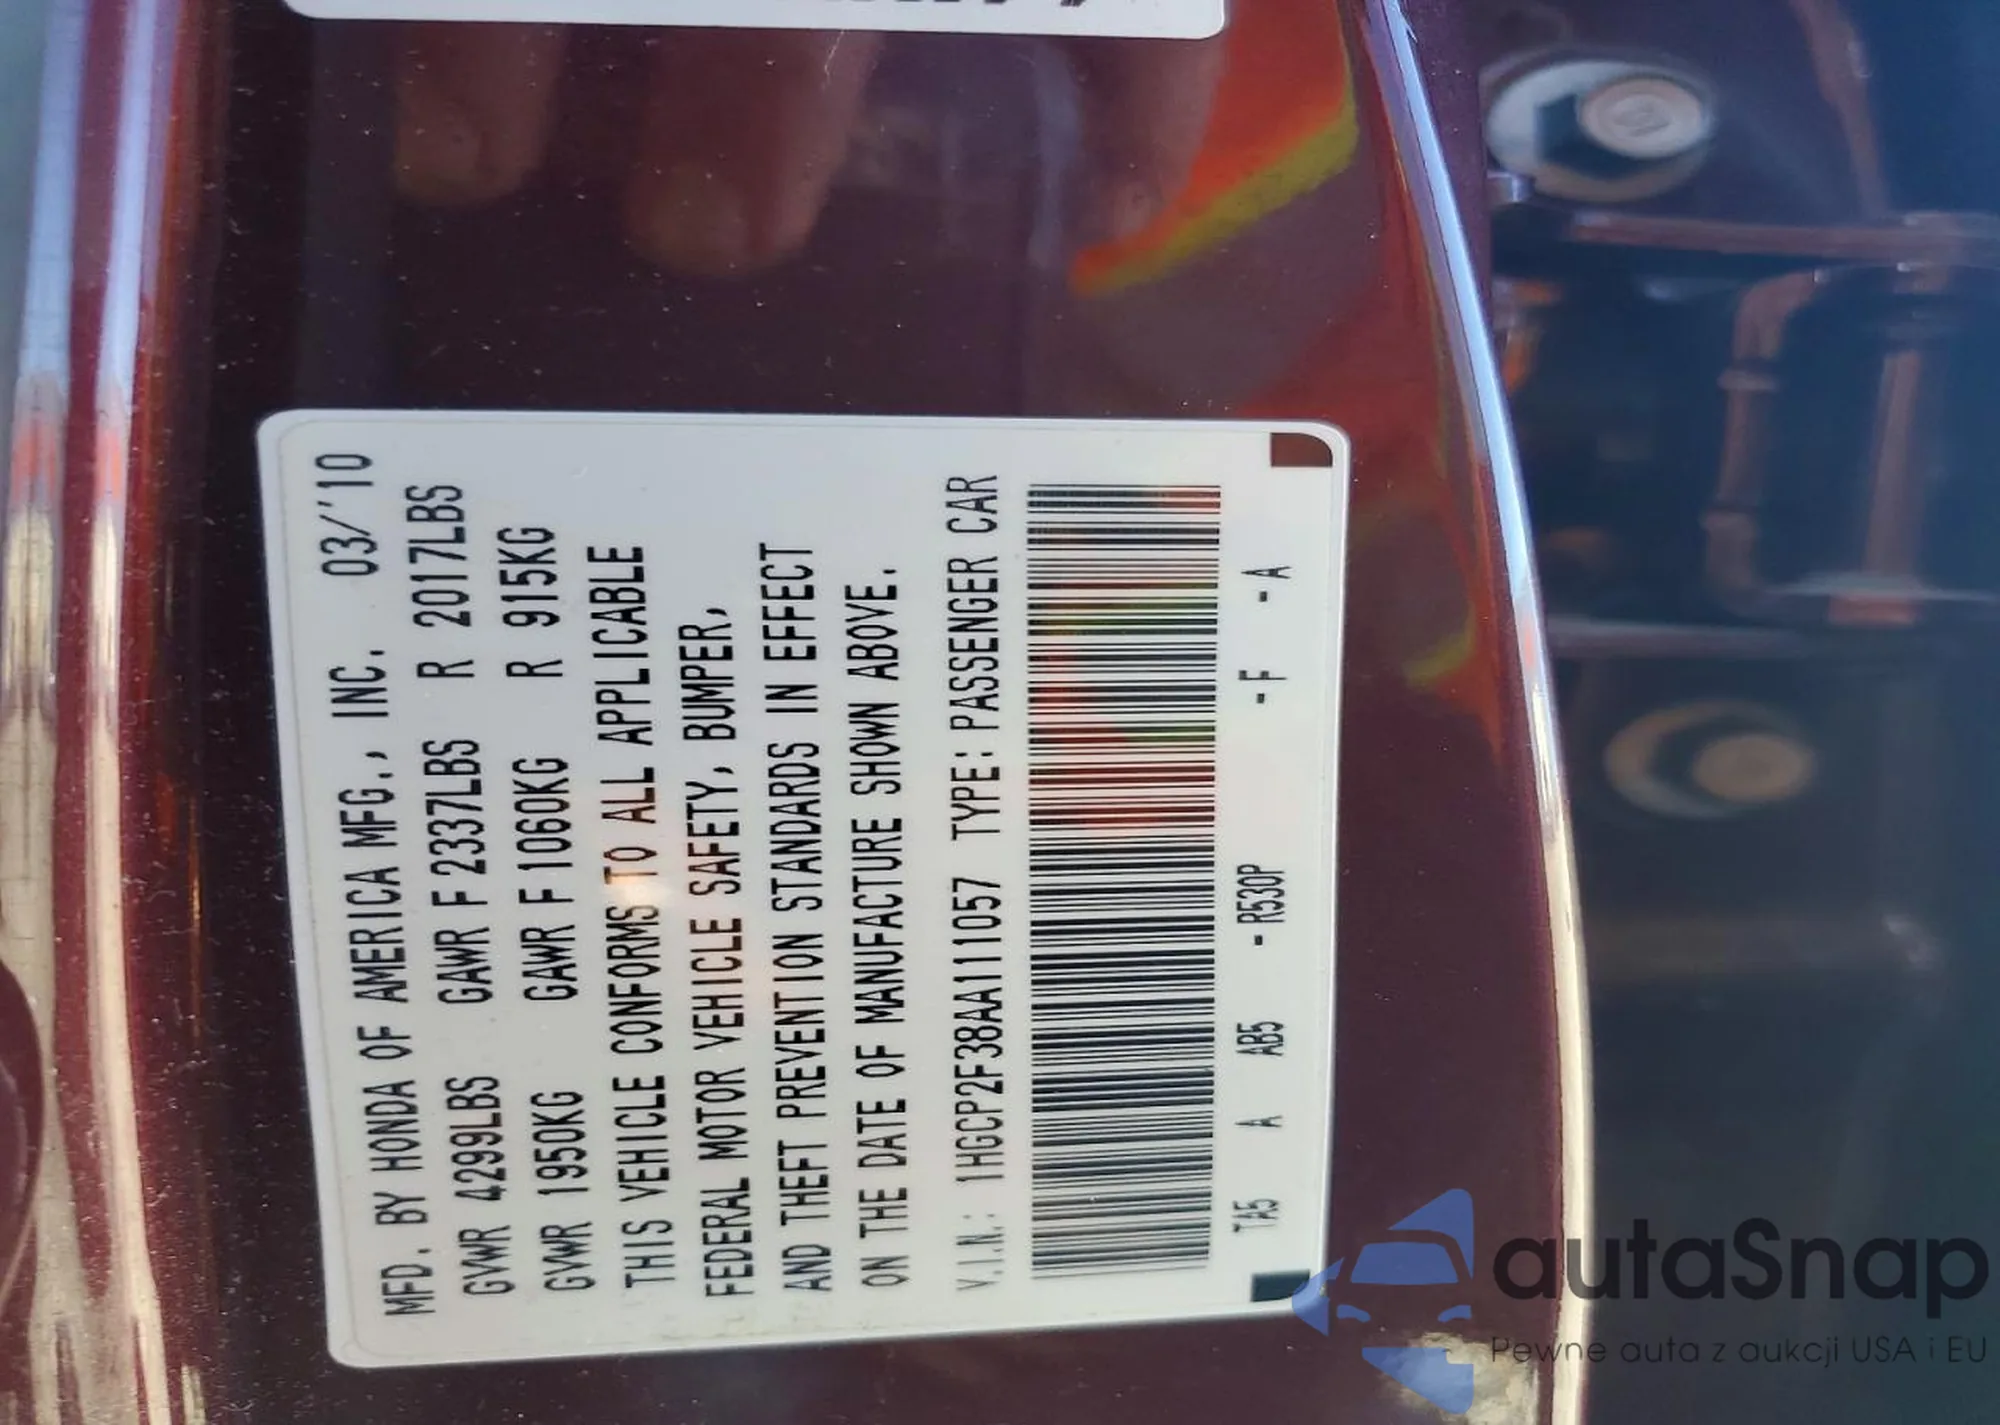 MFD. BY HONDA OF AMERICA MFG., INC. 03/'10
GVWR 4299LBS GAWR F 2337LBS R 2017LBS
GVWR 1950KG GAWR F 1060KG R 915KG
THIS VEHICLE CONFORMS TO ALL APPLICABLE
FEDERAL MOTOR VEHICLE SAFETY, BUMPER,
AND THEFT PREVENTION STANDARDS IN EFFECT
ON THE DATE OF MANUFACTURE SHOWN ABOVE.
V.I.N.: 1HGCP2F38AA111057 TYPE: PASSENGER CAR
TA5 A AB5 -R530P -F -A
autaSnap
Pewne auta z aukcji USA i EU